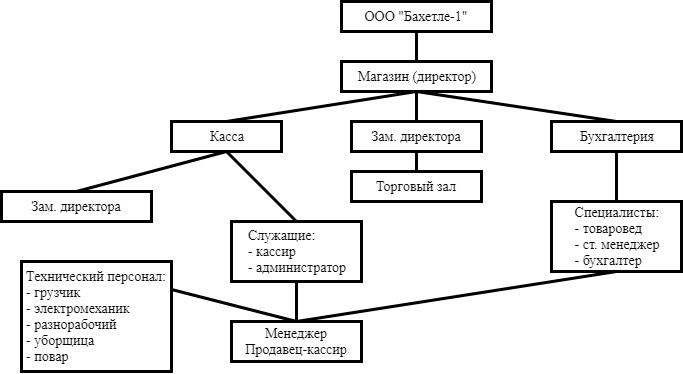 ООО "Бахетле-1"
Магазин (директор)
Касса
Зам. директора
Бухгалтерия
Торговый зал
Зам. директора
Служащие:
- кассир
- администратор
Специалисты:
- товаровед
- ст. менеджер
- бухгалтер
Технический персонал:
- грузчик
- электромеханик
- разнорабочий
- уборщица
- повар
Менеджер
Продавец-кассир